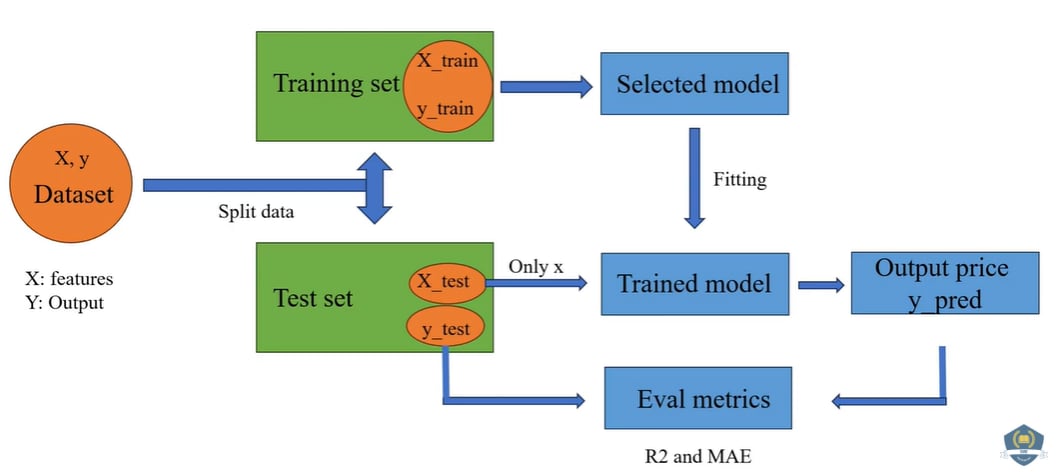 X, y
Dataset
X: features
Y: Output
Split data
Training set
X_train
y_train
Selected model
Fitting
Test set
X_test
y_test
Only x
Trained model
Output price
y_pred
Eval metrics
R2 and MAE